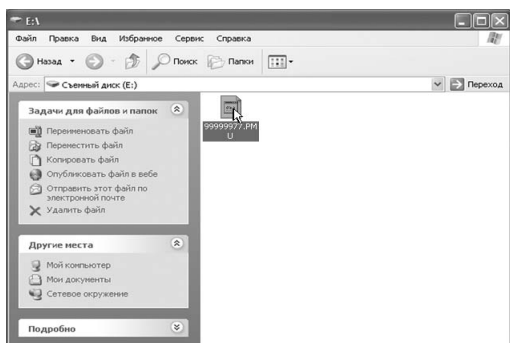 E:\
Файл Правка Вид Избранное Сервис Справка
Назад Поиск Папки
Адрес: Съемный диск (E:) Переход
Задачи для файлов и папок
Переименовать файл
Переместить файл
Копировать файл
Опубликовать файл в вебе
Отправить этот файл по
электронной почте
Удалить файл
99999977.PM
U
Другие места
Мой компьютер
Мои документы
Сетевое окружение
Подробно